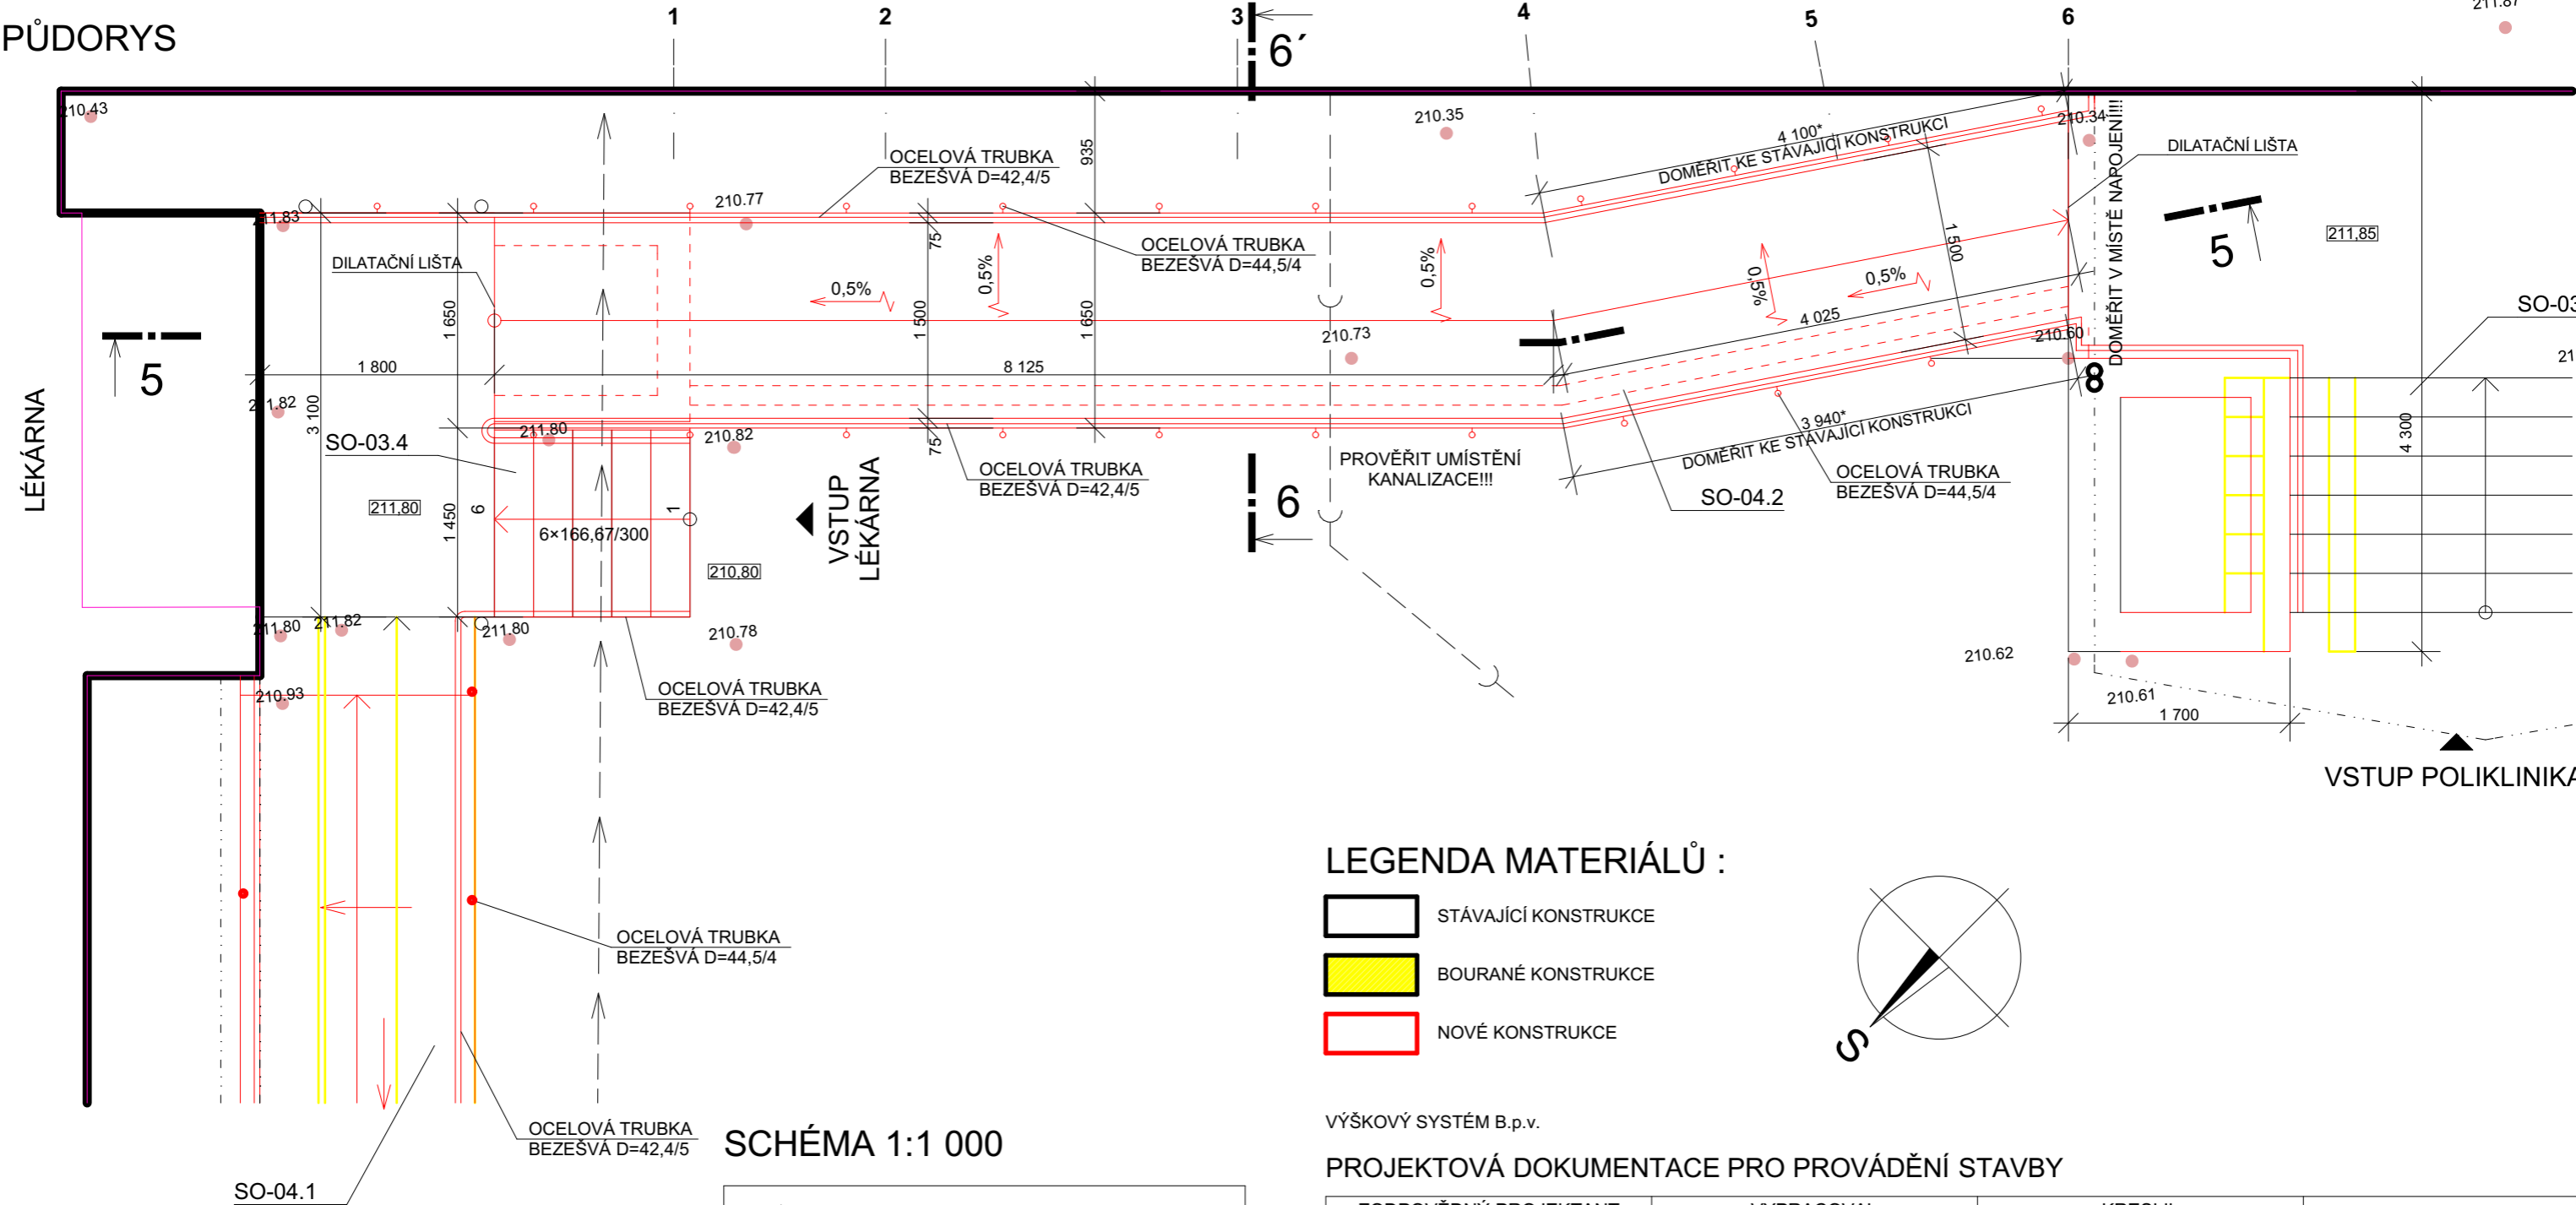 PŮDORYS
1
2
3
4
5
6
6´
211.87
210.43
210.35
210.34
4 100*
DOMĚŘIT KE STÁVAJÍCÍ KONSTRUKCI
DOMĚŘIT V MÍSTĚ NAPOJENÍ!!!
DILATAČNÍ LIŠTA
OCELOVÁ TRUBKA
BEZEŠVÁ D=42,4/5
935
211.83
210.77
75
OCELOVÁ TRUBKA
BEZEŠVÁ D=44,5/4
DILATAČNÍ LIŠTA
0,5%
0,5%
0,5%
0,5%
0,5%
1 500
5
211,85
SO-03
1 650
1 500
1 650
4 025
210.73
210.60
21
5
1 800
8 125
8
LÉKÁRNA
211.82
3 100
SO-03.4
211.80
210.82
75
3 940*
DOMĚŘIT KE STÁVAJÍCÍ KONSTRUKCI
4 300
OCELOVÁ TRUBKA
BEZEŠVÁ D=42,4/5
PROVĚŘIT UMÍSTĚNÍ
KANALIZACE!!!
OCELOVÁ TRUBKA
BEZEŠVÁ D=44,5/4
SO-04.2
211,80
1 450
6
1
6×166,67/300
VSTUP
LÉKÁRNA
6
210,80
211.80
211.82
211.80
210.78
210.62
210.61
1 700
210.93
OCELOVÁ TRUBKA
BEZEŠVÁ D=42,4/5
VSTUP POLIKLINIKA
LEGENDA MATERIÁLŮ :
STÁVAJÍCÍ KONSTRUKCE
BOURANÉ KONSTRUKCE
NOVÉ KONSTRUKCE
S
OCELOVÁ TRUBKA
BEZEŠVÁ D=44,5/4
OCELOVÁ TRUBKA
BEZEŠVÁ D=42,4/5
SO-04.1
SCHÉMA 1:1 000
VÝŠKOVÝ SYSTÉM B.p.v.
PROJEKTOVÁ DOKUMENTACE PRO PROVÁDĚNÍ STAVBY